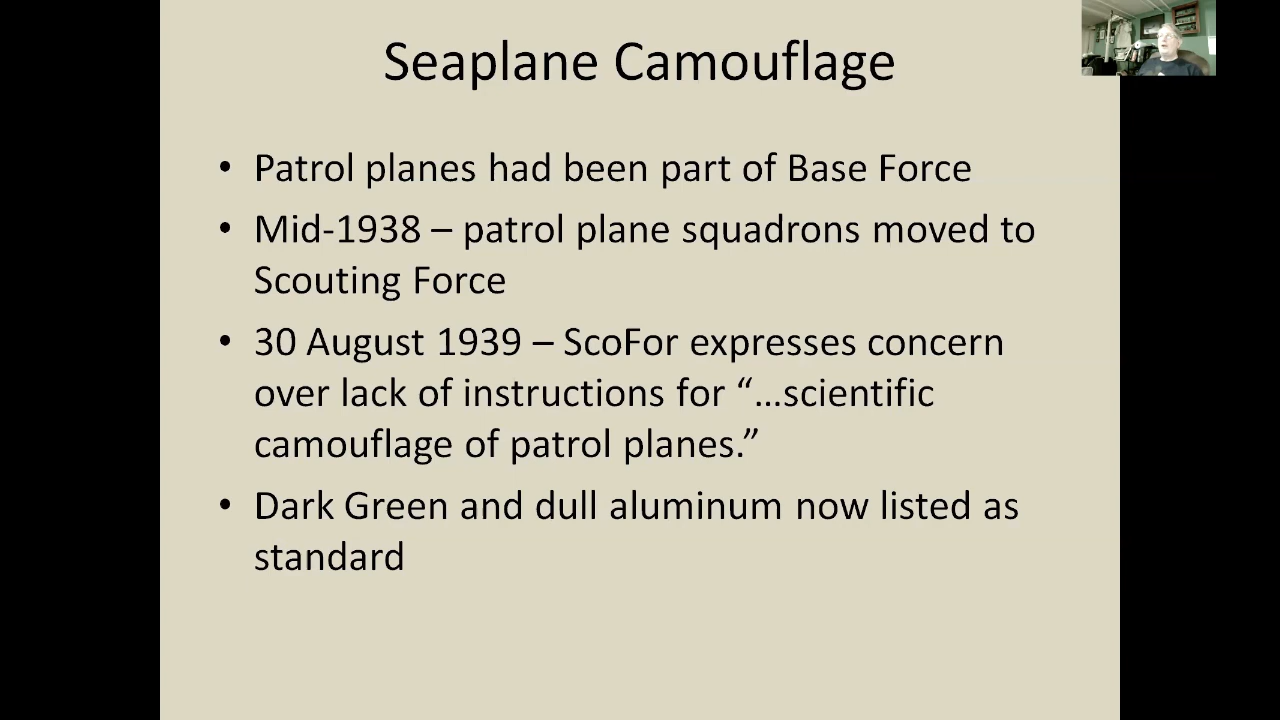 Seaplane Camouflage
• Patrol planes had been part of Base Force
• Mid-1938 – patrol plane squadrons moved to
Scouting Force
• 30 August 1939 – ScoFor expresses concern
over lack of instructions for “…scientific
camouflage of patrol planes.”
• Dark Green and dull aluminum now listed as
standard